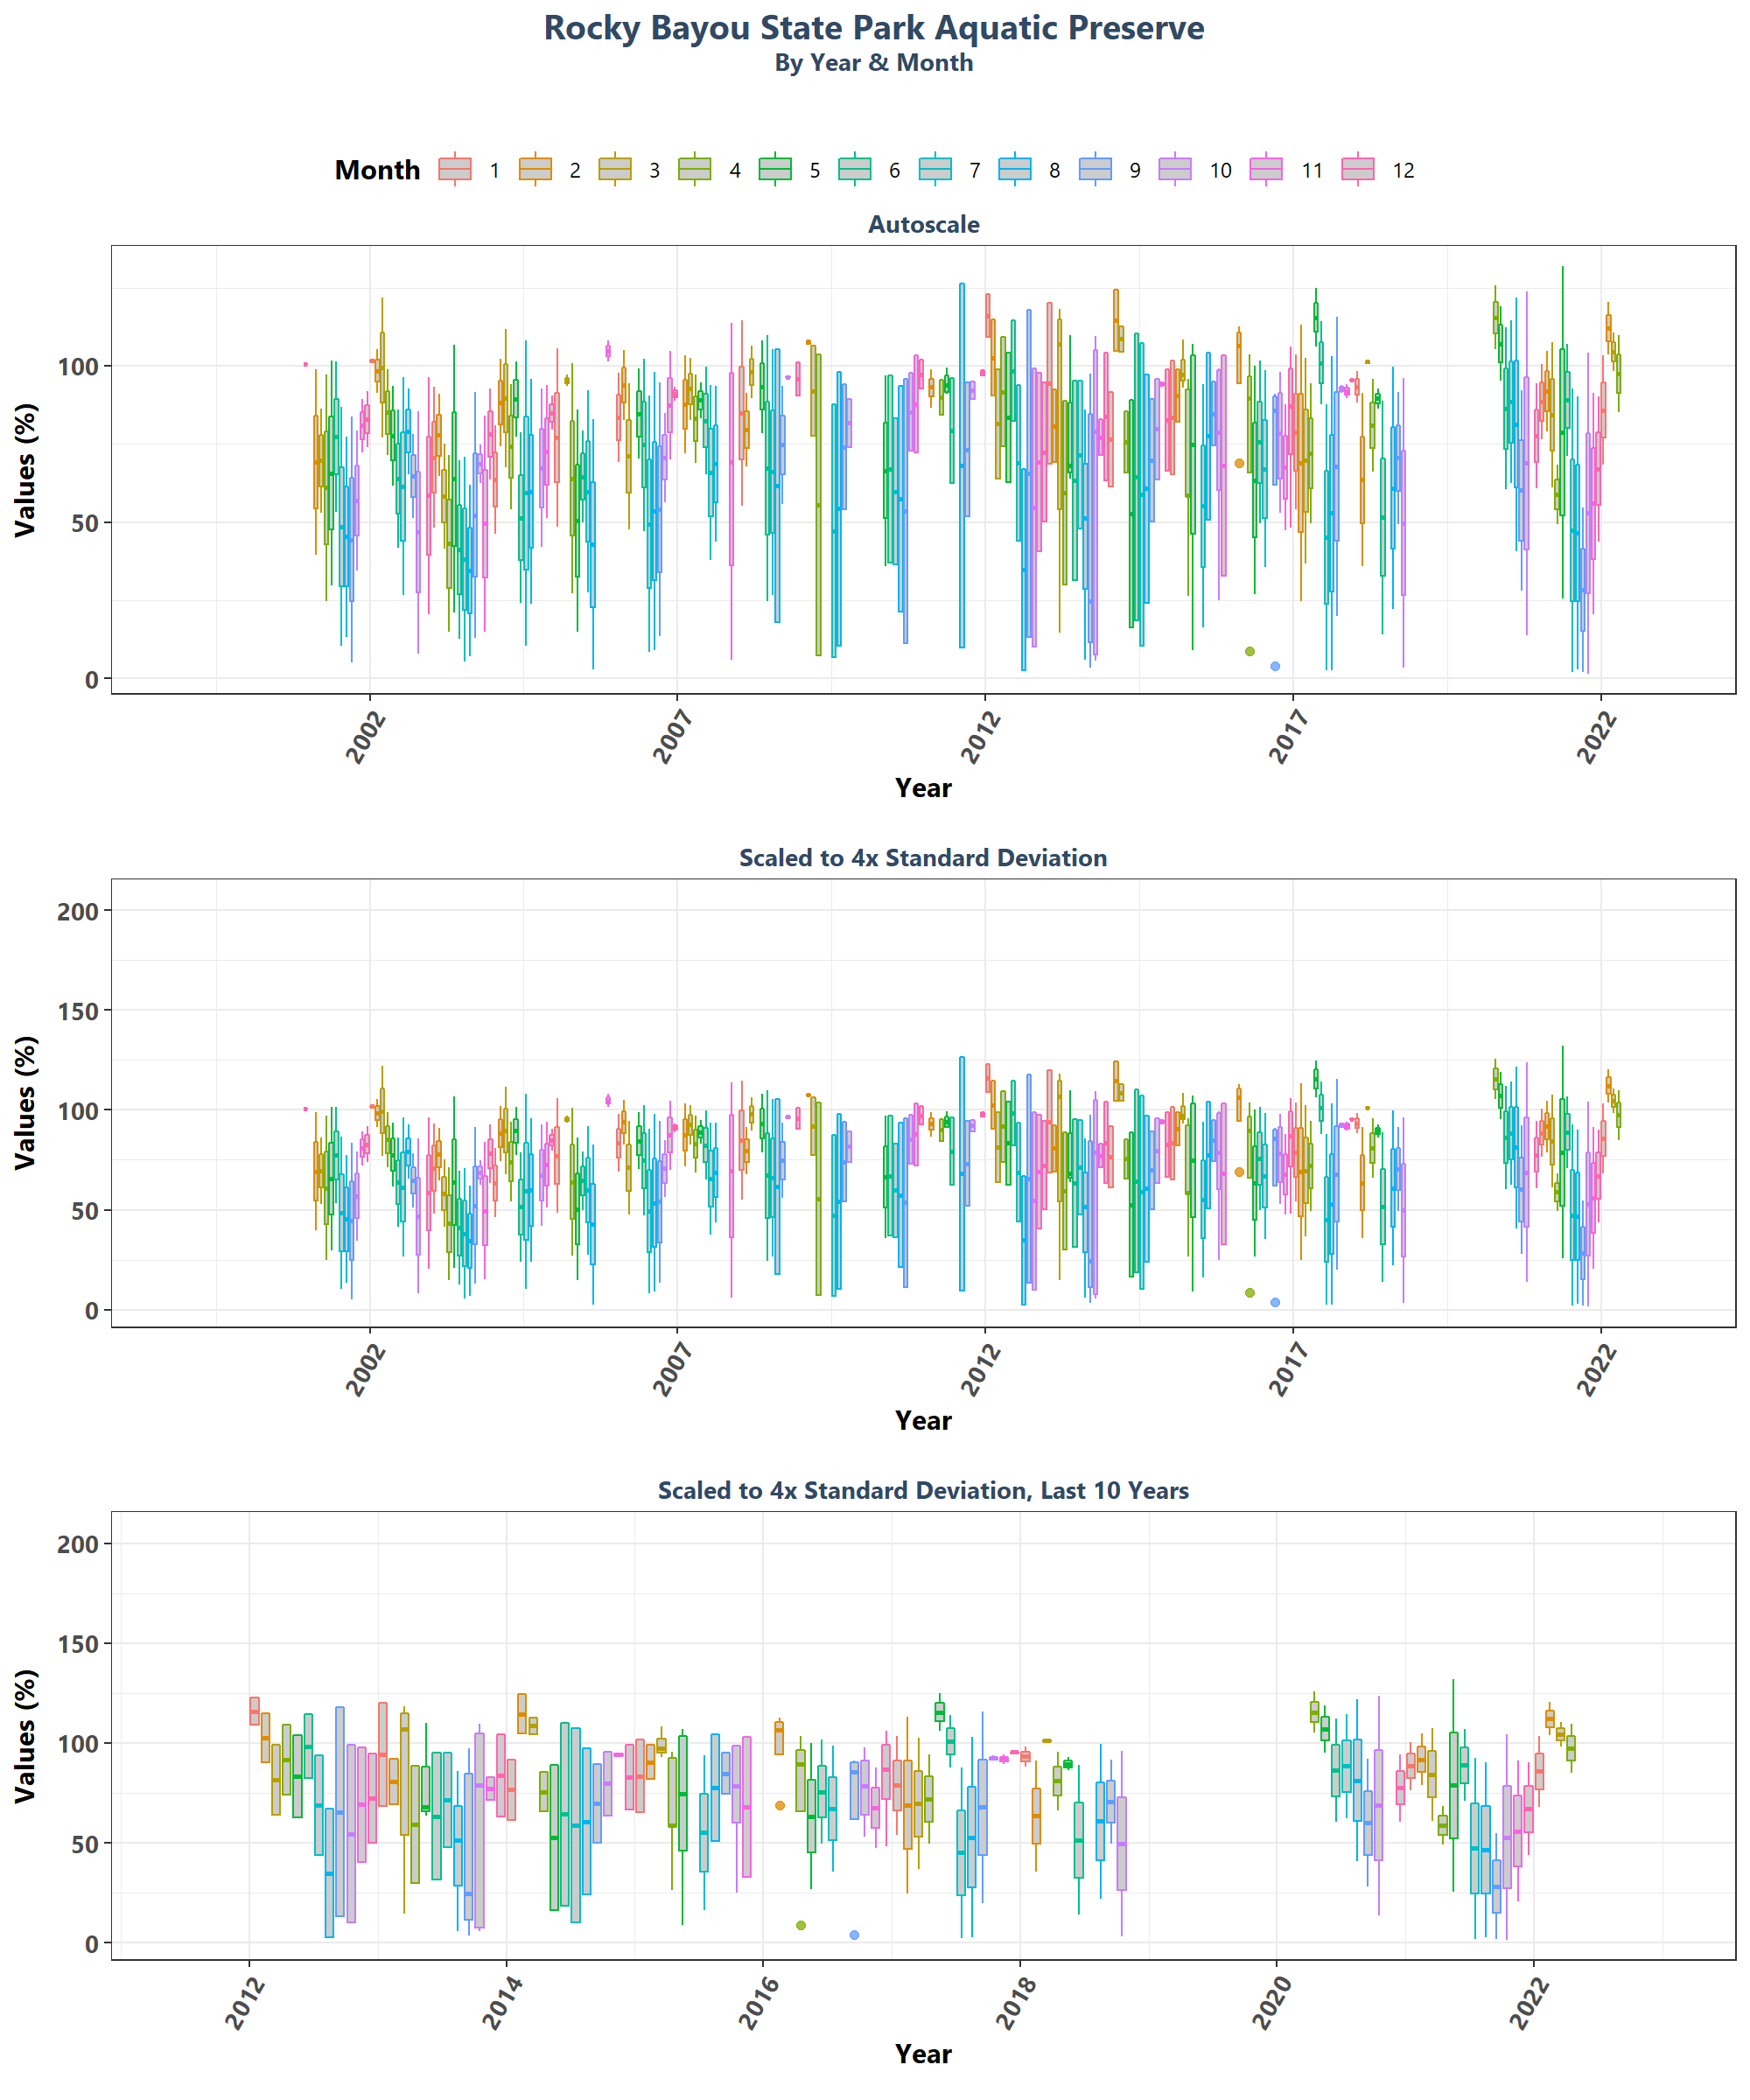 Rocky Bayou State Park Aquatic Preserve
By Year & Month
Month 1 2 3 4 5 6 7 8 9 10 11 12
Autoscale
Values (%)
100
50
0
2002 2007 2012 2017 2022
Year
Scaled to 4x Standard Deviation
Values (%)
200
150
100
50
0
2002 2007 2012 2017 2022
Year
Scaled to 4x Standard Deviation, Last 10 Years
Values (%)
200
150
100
50
0
2012 2014 2016 2018 2020 2022
Year